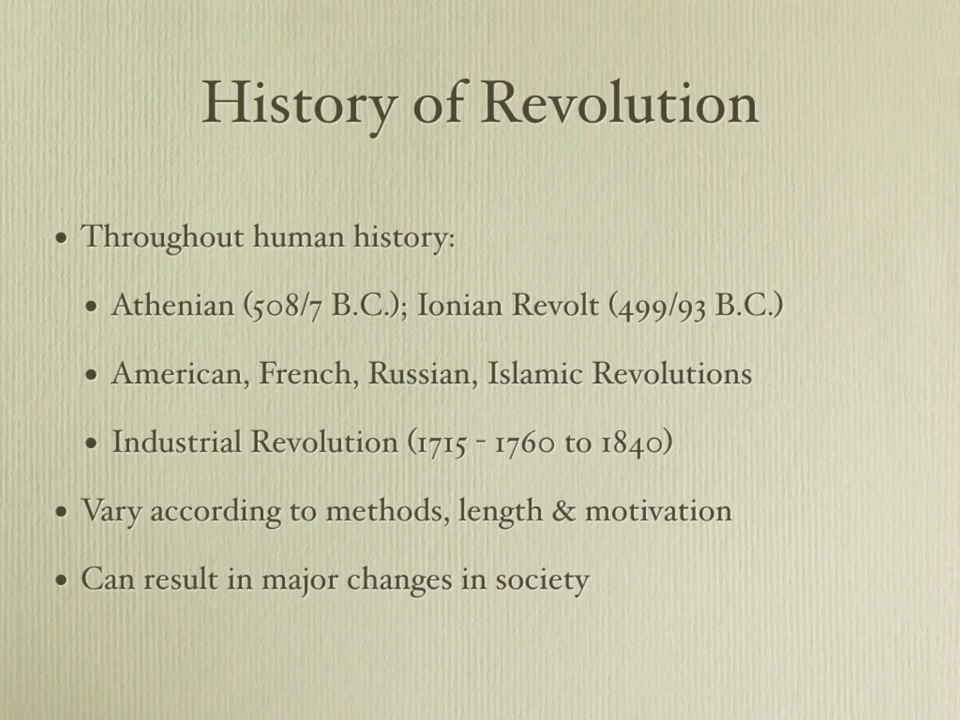 History of Revolution
• Throughout human history:
• Athenian (508/7 B.C.); Ionian Revolt (499/93 B.C.)
• American, French, Russian, Islamic Revolutions
• Industrial Revolution (1715 - 1760 to 1840)
• Vary according to methods, length & motivation
• Can result in major changes in society